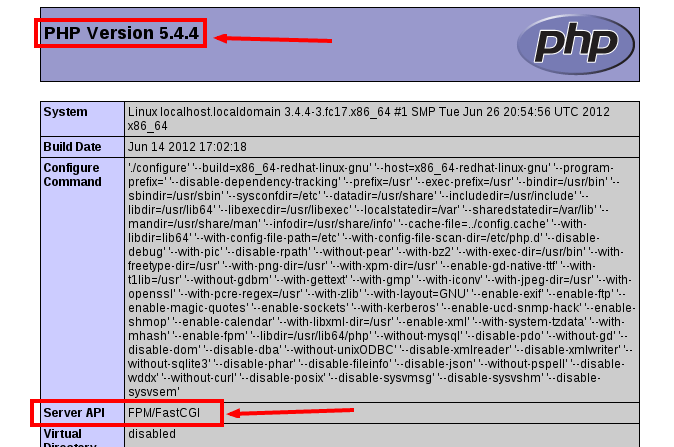 PHP Version 5.4.4
php
System
Linux localhost.localdomain 3.4.4-3.fc17.x86_64 #1 SMP Tue Jun 26 20:54:56 UTC 2012
x86_64
Build Date
Jun 14 2012 17:02:18
Configure
Command
'./configure' '--build=x86_64-redhat-linux-gnu' '--host=x86_64-redhat-linux-gnu' '--program-
prefix=' '--disable-dependency-tracking' '--prefix=/usr' '--exec-prefix=/usr' '--bindir=/usr/bin' '--
sbindir=/usr/sbin' '--sysconfdir=/etc' '--datadir=/usr/share' '--includedir=/usr/include' '--
libdir=/usr/lib64' '--libexecdir=/usr/libexec' '--localstatedir=/var' '--sharedstatedir=/var/lib' '--
mandir=/usr/share/man' '--infodir=/usr/share/info' '--cache-file=../config.cache' '--with-
libdir=lib64' '--with-config-file-path=/etc' '--with-config-file-scan-dir=/etc/php.d' '--disable-
debug' '--with-pic' '--disable-rpath' '--without-pear' '--with-bz2' '--with-exec-dir=/usr/bin' '--with-
freetype-dir=/usr' '--with-png-dir=/usr' '--with-xpm-dir=/usr' '--enable-gd-native-ttf' '--with-
t1lib=/usr' '--without-gdbm' '--with-gettext' '--with-gmp' '--with-iconv' '--with-jpeg-dir=/usr' '--with-
openssl' '--with-pcre-regex=/usr' '--with-zlib' '--with-layout=GNU' '--enable-exif' '--enable-ftp' '--
enable-magic-quotes' '--enable-sockets' '--with-kerberos' '--enable-ucd-snmp-hack' '--enable-
shmop' '--enable-calendar' '--with-libxml-dir=/usr' '--enable-xml' '--with-system-tzdata' '--with-
mhash' '--enable-fpm' '--libdir=/usr/lib64/php' '--without-mysql' '--disable-pdo' '--without-gd' '--
disable-dom' '--disable-dba' '--without-unixODBC' '--disable-xmlreader' '--disable-xmlwriter' '--
without-sqlite3' '--disable-phar' '--disable-fileinfo' '--disable-json' '--without-pspell' '--disable-
wddx' '--without-curl' '--disable-posix' '--disable-sysvmsg' '--disable-sysvshm' '--disable-
sysvsem'
Server API
FPM/FastCGI
Virtual
disabled
Directory